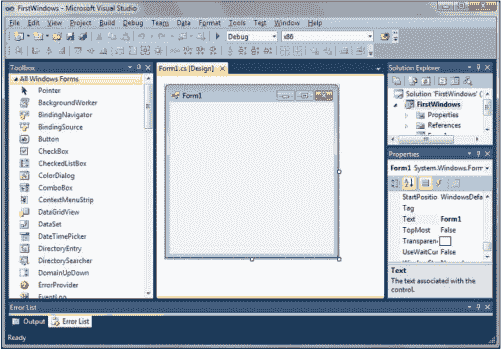 FirstWindows - Microsoft Visual Studio
File Edit View Project Build Debug Team Data Format Tools Test Window Help
Debug x86
Toolbox
All Windows Forms
Pointer
BackgroundWorker
BindingNavigator
BindingSource
Button
CheckBox
CheckedListBox
ColorDialog
ComboBox
ContextMenuStrip
DataGridView
DataSet
DateTimePicker
DirectoryEntry
DirectorySearcher
DomainUpDown
ErrorProvider
EventLog
Form1.cs [Design]
Form1
Solution Explorer
Solution 'FirstWindows' (
FirstWindows
Properties
References
Properties
Form1 System.Windows.Form
StartPositio WindowsDefa
Tag
Text Form1
TopMost False
Transparen
UseWaitCur False
Text
The text associated with the
control.
Error List
Output Error List
Ready